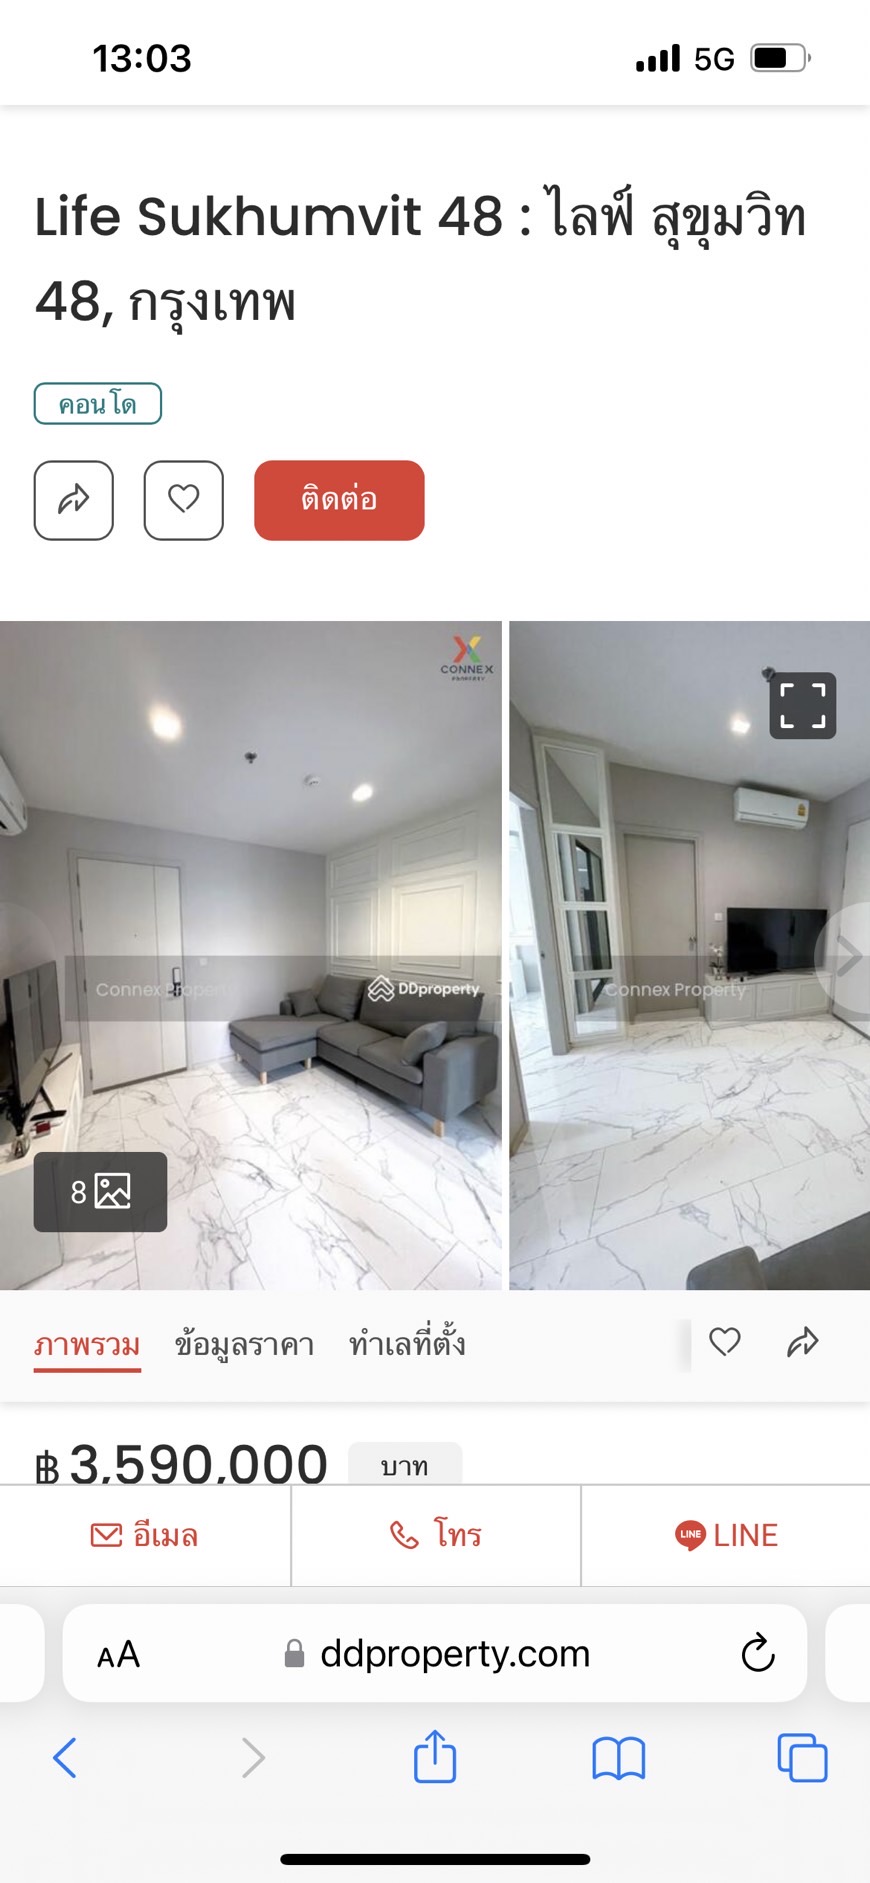 13:03
5G
Life Sukhumvit 48 : ไลฟ์ สุขุมวิท
48, กรุงเทพ
คอนโด
ติดต่อ
CONNEX
PROPERTY
Connex Property
DDproperty
Connex Property
8
ภาพรวม ข้อมูลราคา ทำเลที่ตั้ง
฿ 3,590,000 บาท
อีเมล
โทร
LINE LINE
AA
ddproperty.com